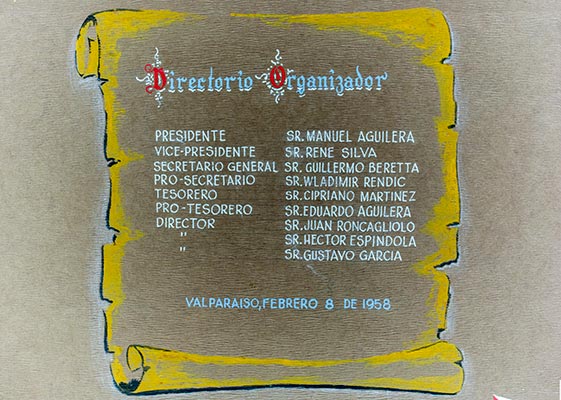 Directorio Organizador
PRESIDENTE SR. MANUEL AGUILERA
VICE-PRESIDENTE SR. RENE SILVA
SECRETARIO GENERAL SR. GUILLERMO BERETTA
PRO-SECRETARIO SR. WLADIMIR RENDIC
TESORERO SR. CIPRIANO MARTINEZ
PRO-TESORERO SR. EDUARDO AGUILERA
DIRECTOR SR. JUAN RONCAGLIOLO
" SR. HECTOR ESPINDOLA
" SR. GUSTAVO GARCIA
VALPARAISO, FEBRERO 8 DE 1958